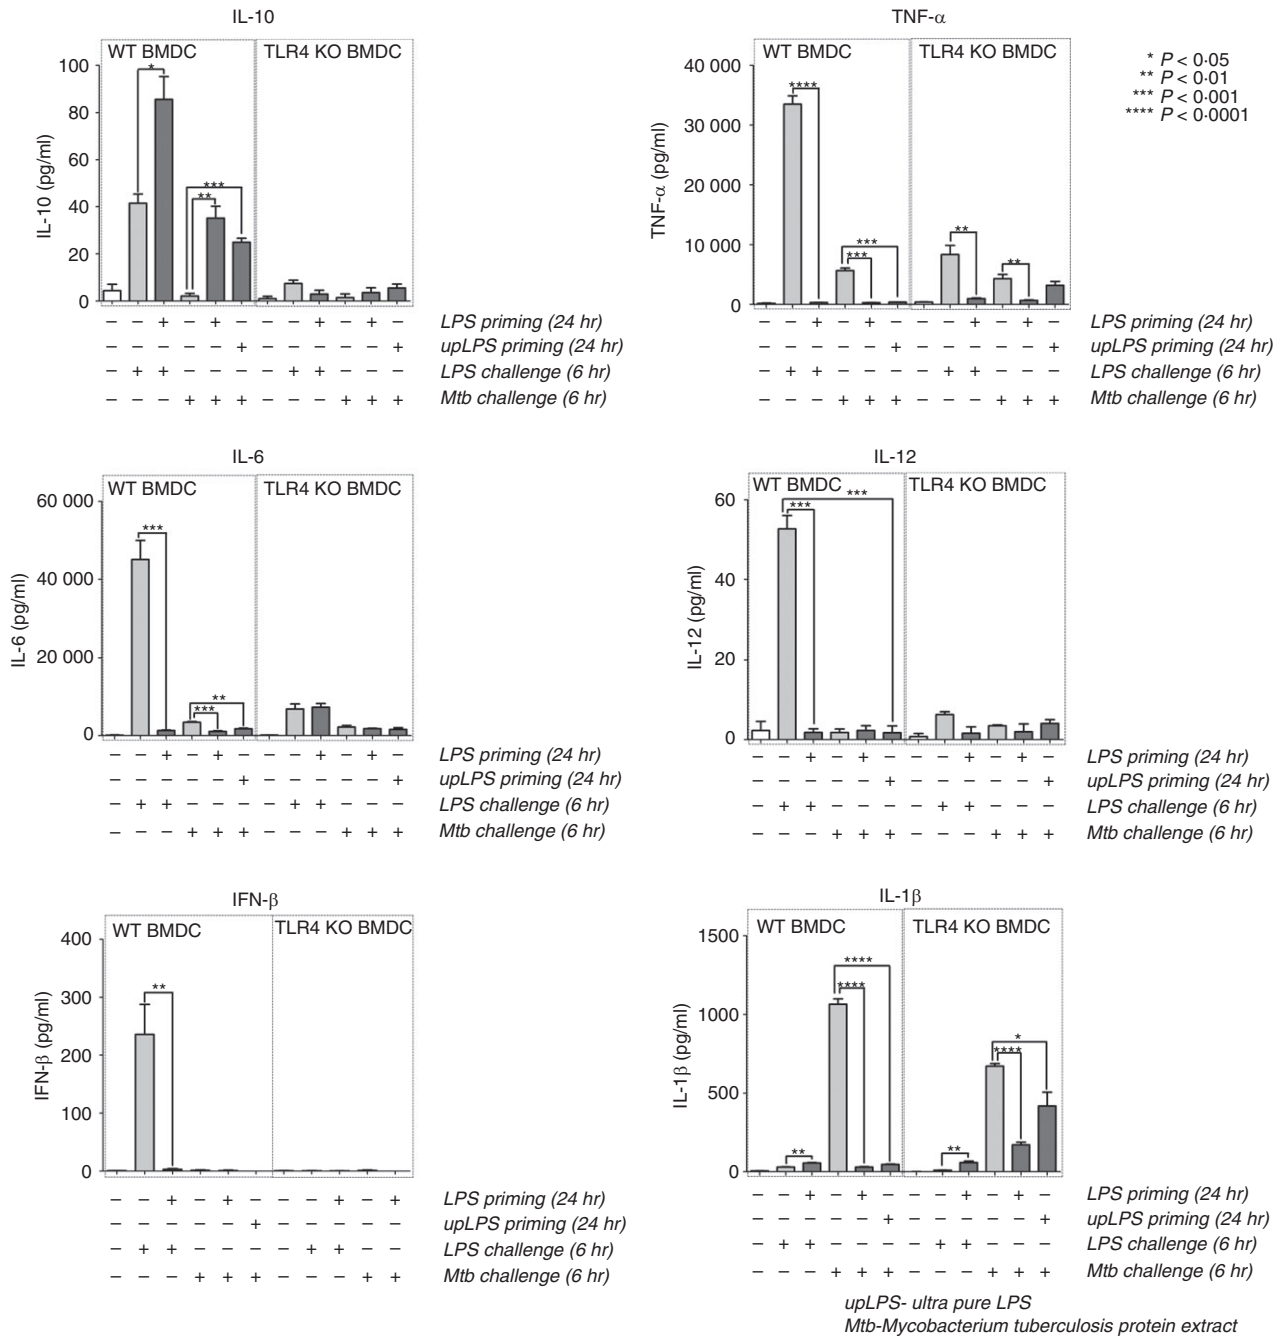 IL-10
WT BMDC TLR4 KO BMDC
IL-10 (pg/ml)
100
80
60
40
20
0
*
***
**
– – + – + – – – + – + – LPS priming (24 hr)
– – – – – + – – – – – + upLPS priming (24 hr)
– + + – – – – + + – – – LPS challenge (6 hr)
– – – + + + – – – + + + Mtb challenge (6 hr)
TNF-α
WT BMDC TLR4 KO BMDC
TNF-α (pg/ml)
40 000
30 000
20 000
10 000
0
****
***
***
**
**
– – + – + – – – + – + – LPS priming (24 hr)
– – – – – + – – – – – + upLPS priming (24 hr)
– + + – – – – + + – – – LPS challenge (6 hr)
– – – + + + – – – + + + Mtb challenge (6 hr)
* P < 0·05
** P < 0·01
*** P < 0·001
**** P < 0·0001
IL-6
WT BMDC TLR4 KO BMDC
IL-6 (pg/ml)
60 000
40 000
20 000
0
***
**
***
– – + – + – – – + – + – LPS priming (24 hr)
– – – – – + – – – – – + upLPS priming (24 hr)
– + + – – – – + + – – – LPS challenge (6 hr)
– – – + + + – – – + + + Mtb challenge (6 hr)
IL-12
WT BMDC TLR4 KO BMDC
IL-12 (pg/ml)
60
40
20
0
***
***
– – + – + – – – + – + – LPS priming (24 hr)
– – – – – + – – – – – + upLPS priming (24 hr)
– + + – – – – + + – – – LPS challenge (6 hr)
– – – + + + – – – + + + Mtb challenge (6 hr)
IFN-β
WT BMDC TLR4 KO BMDC
IFN-β (pg/ml)
400
300
200
100
0
**
– – + – + – – – + – + LPS priming (24 hr)
– – – – – + – – – – – upLPS priming (24 hr)
– + + – – – – + + – – LPS challenge (6 hr)
– – – + + + – – – + + Mtb challenge (6 hr)
IL-1β
WT BMDC TLR4 KO BMDC
IL-1β (pg/ml)
1500
1000
500
0
**
****
****
**
*
****
– – + – + – – – + – + – LPS priming (24 hr)
– – – – – + – – – – – + upLPS priming (24 hr)
– + + – – – – + + – – – LPS challenge (6 hr)
– – – + + + – – – + + + Mtb challenge (6 hr)
upLPS- ultra pure LPS
Mtb-Mycobacterium tuberculosis protein extract